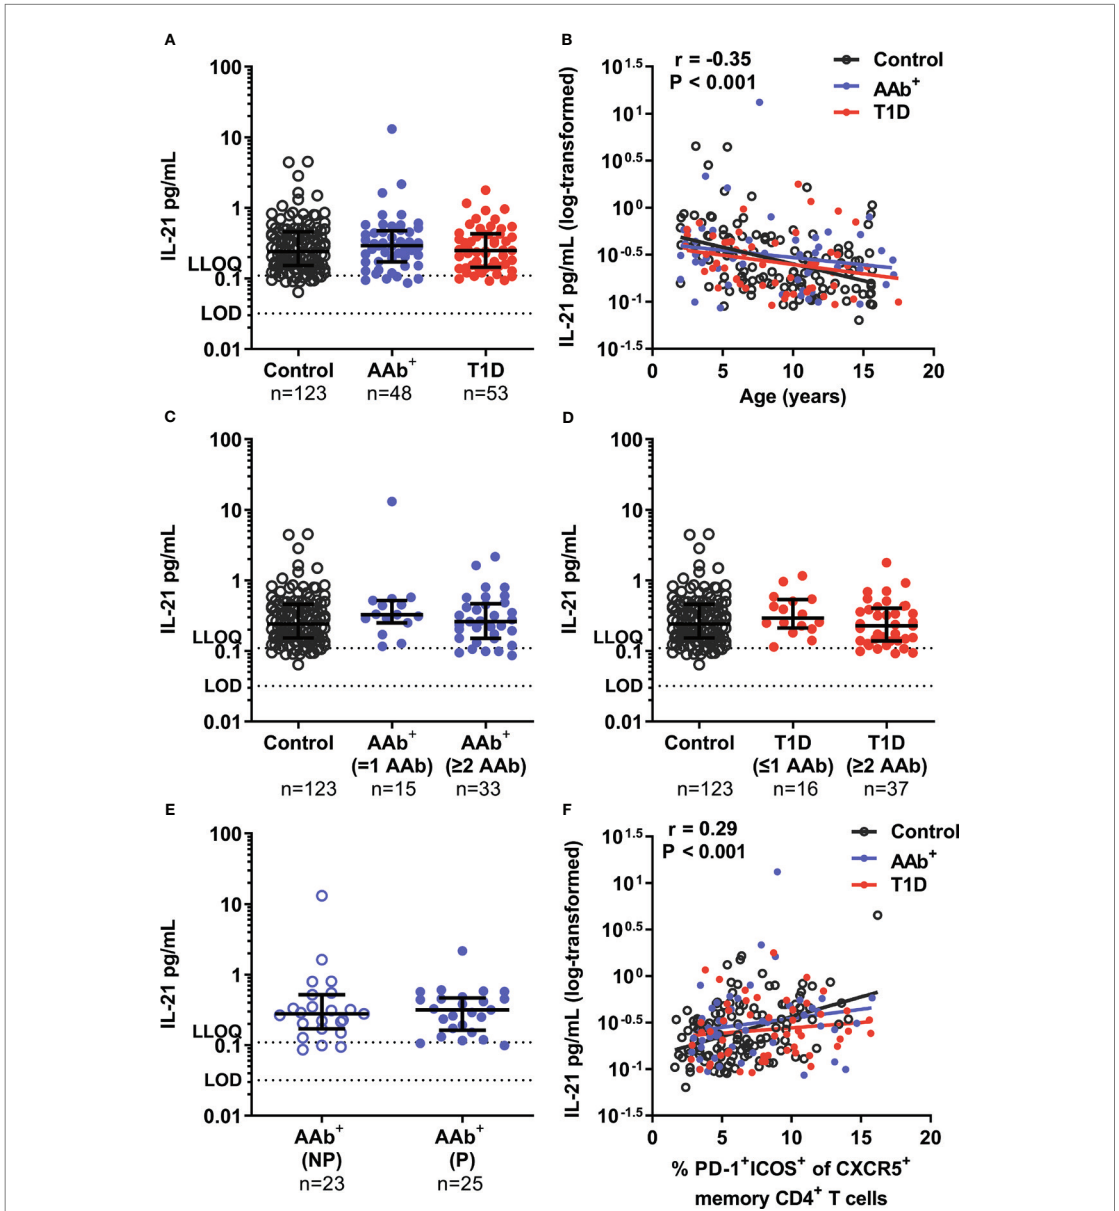 A
IL-21 pg/mL
100
10
1
0.1
0.01
LLOQ
LOD
Control
AAb⁺
T1D
n=123
n=48
n=53
B
r = -0.35
P < 0.001
Control
AAb⁺
T1D
IL-21 pg/mL (log-transformed)
10^1.5
10^1
10^0.5
10^0
10^-0.5
10^-1
10^-1.5
0
5
10
15
20
Age (years)
C
IL-21 pg/mL
100
10
1
0.1
0.01
LLOQ
LOD
Control
AAb⁺
(=1 AAb)
AAb⁺
(≥2 AAb)
n=123
n=15
n=33
D
IL-21 pg/mL
100
10
1
0.1
0.01
LLOQ
LOD
Control
T1D
(≤1 AAb)
T1D
(≥2 AAb)
n=123
n=16
n=37
E
IL-21 pg/mL
100
10
1
0.1
0.01
LLOQ
LOD
AAb⁺
(NP)
n=23
AAb⁺
(P)
n=25
F
r = 0.29
P < 0.001
Control
AAb⁺
T1D
IL-21 pg/mL (log-transformed)
10^1.5
10^1
10^0.5
10^0
10^-0.5
10^-1
10^-1.5
0
5
10
15
20
% PD-1⁺ICOS⁺ of CXCR5⁺
memory CD4⁺ T cells